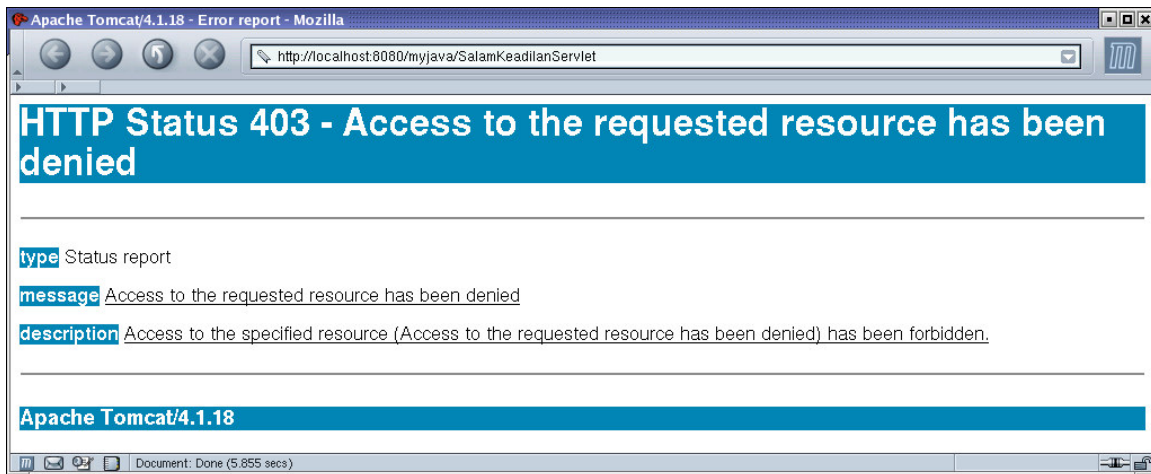 Apache Tomcat/4.1.18 - Error report - Mozilla
http://localhost:8080/myjava/SalamKeadilanServlet
HTTP Status 403 - Access to the requested resource has been
denied
type Status report
message Access to the requested resource has been denied
description Access to the specified resource (Access to the requested resource has been denied) has been forbidden.
Apache Tomcat/4.1.18
Document: Done (5.855 secs)